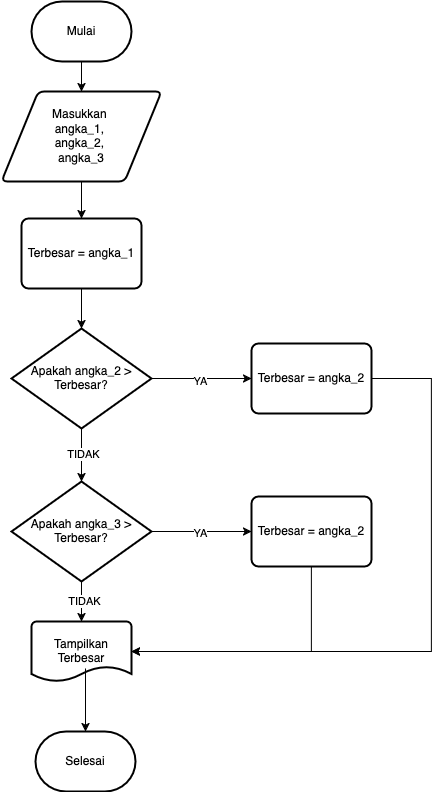 Mulai
Masukkan
angka_1,
angka_2,
angka_3
Terbesar = angka_1
Apakah angka_2 >
Terbesar?
YA
Terbesar = angka_2
TIDAK
Apakah angka_3 >
Terbesar?
YA
Terbesar = angka_2
TIDAK
Tampilkan
Terbesar
Selesai